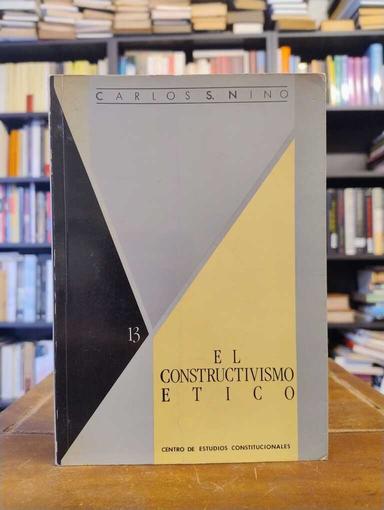 CARLOS S. NINO
13
EL
CONSTRUCTIVISMO
ETICO
CENTRO DE ESTUDIOS CONSTITUCIONALES